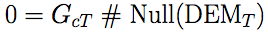 0 = G_{cT} # Null(DEM_T)